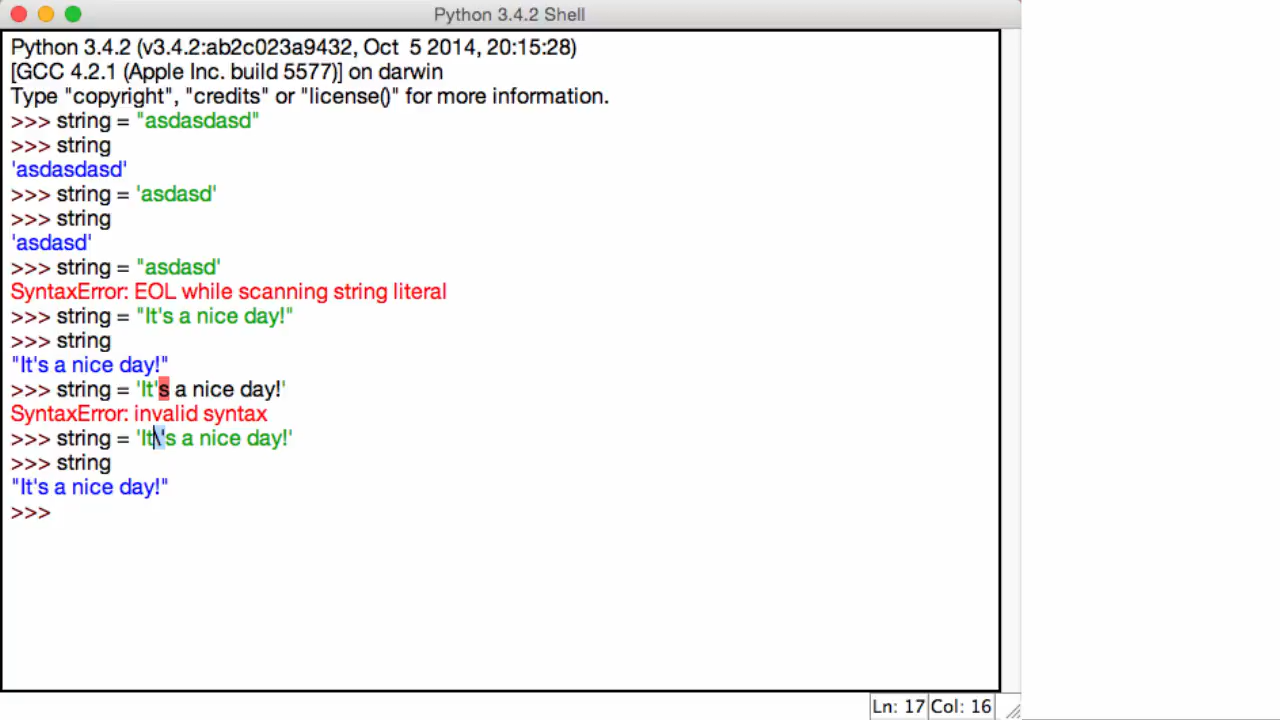 Python 3.4.2 Shell
Python 3.4.2 (v3.4.2:ab2c023a9432, Oct  5 2014, 20:15:28)
[GCC 4.2.1 (Apple Inc. build 5577)] on darwin
Type "copyright", "credits" or "license()" for more information.
>>> string = "asdasdasd"
>>> string
'asdasdasd'
>>> string = 'asdasd'
>>> string
'asdasd'
>>> string = "asdasd'
SyntaxError: EOL while scanning string literal
>>> string = "It's a nice day!"
>>> string
"It's a nice day!"
>>> string = 'It's a nice day!'
SyntaxError: invalid syntax
>>> string = 'It\'s a nice day!'
>>> string
"It's a nice day!"
>>>
Ln: 17 Col: 16